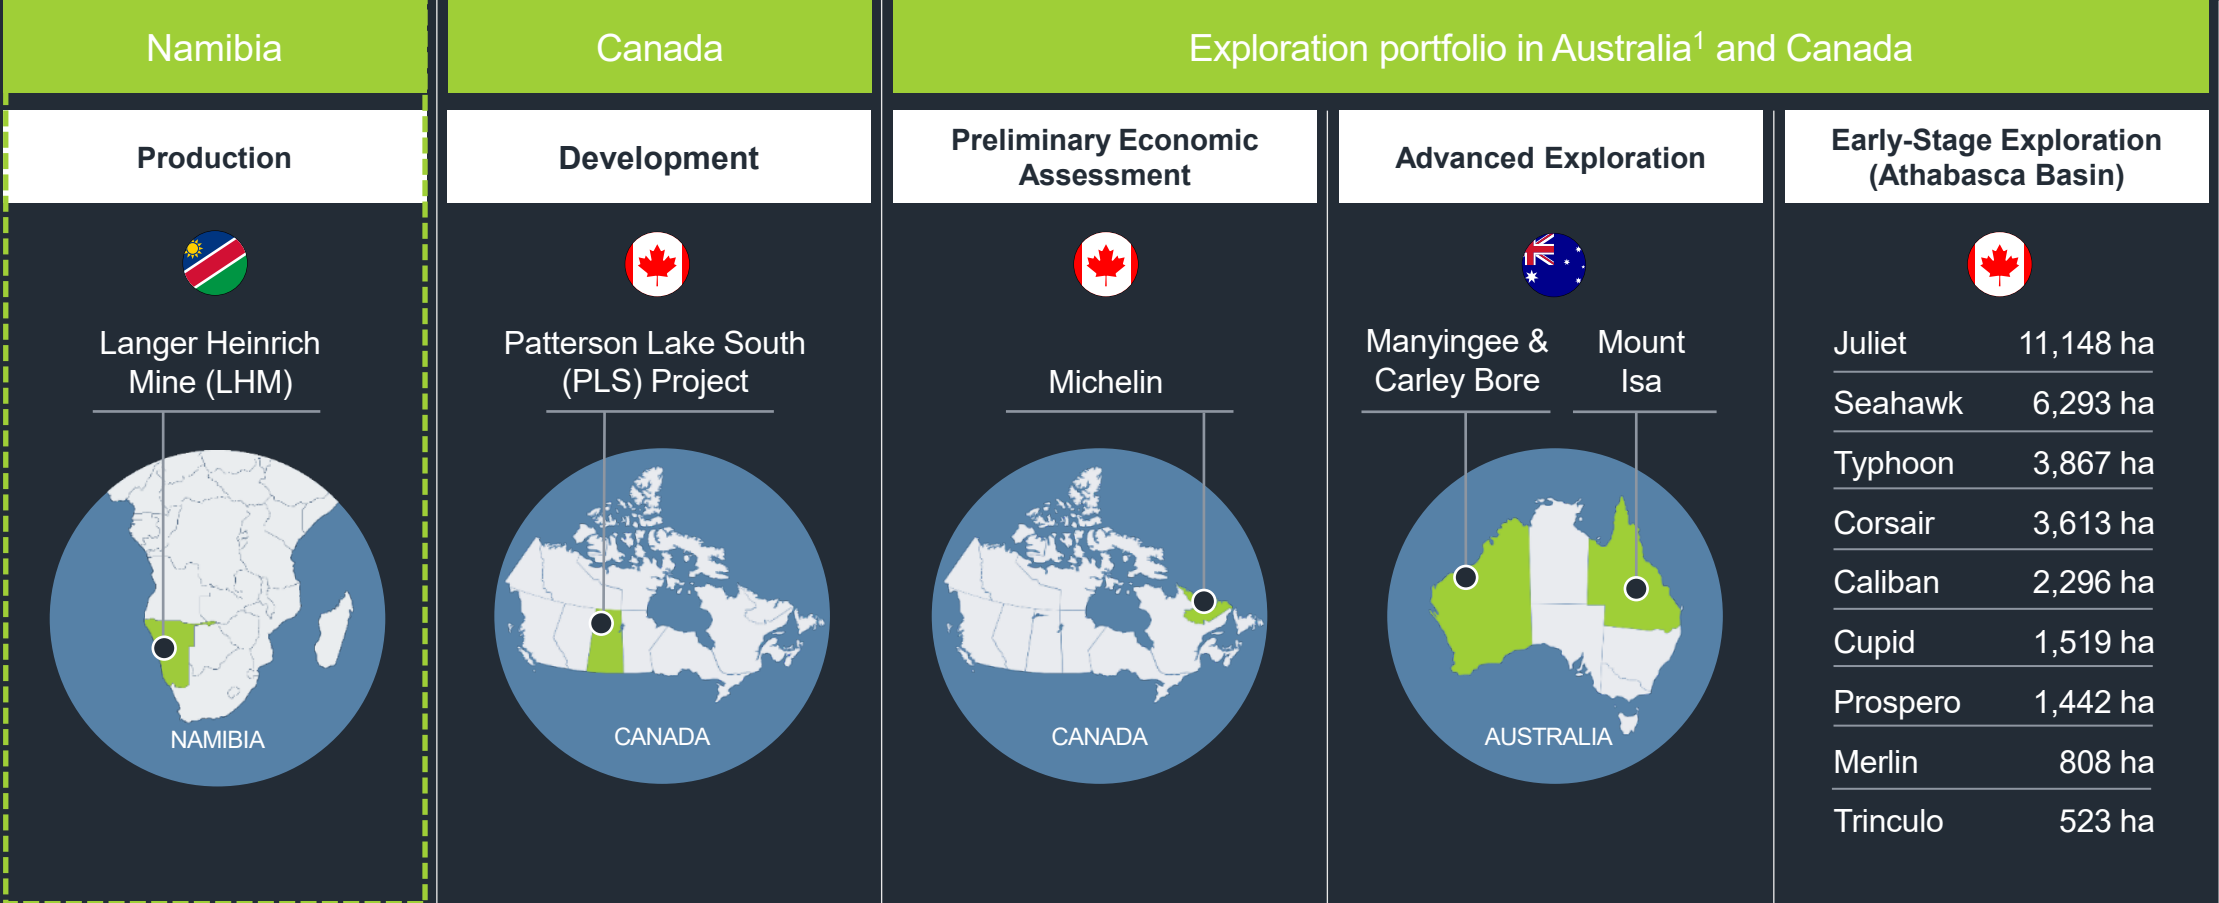 Namibia
Canada
Exploration portfolio in Australia¹ and Canada
Production
Development
Preliminary Economic
Assessment
Advanced Exploration
Early-Stage Exploration
(Athabasca Basin)
Langer Heinrich
Mine (LHM)
NAMIBIA
Patterson Lake South
(PLS) Project
CANADA
Michelin
CANADA
Manyingee &
Carley Bore
Mount
Isa
AUSTRALIA
Juliet 11,148 ha
Seahawk 6,293 ha
Typhoon 3,867 ha
Corsair 3,613 ha
Caliban 2,296 ha
Cupid 1,519 ha
Prospero 1,442 ha
Merlin 808 ha
Trinculo 523 ha